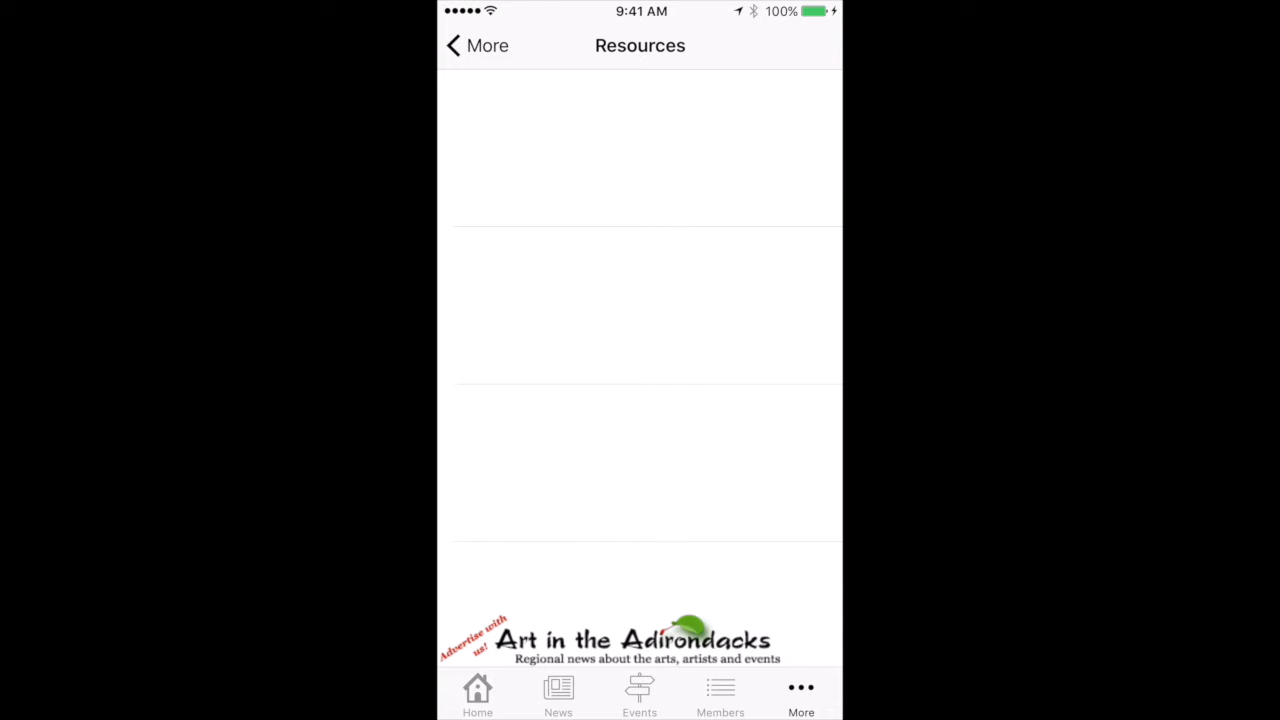 9:41 AM
100%
More
Resources
Advertise with us!
Art in the Adirondacks
Regional news about the arts, artists and events
Home
News
Events
Members
More